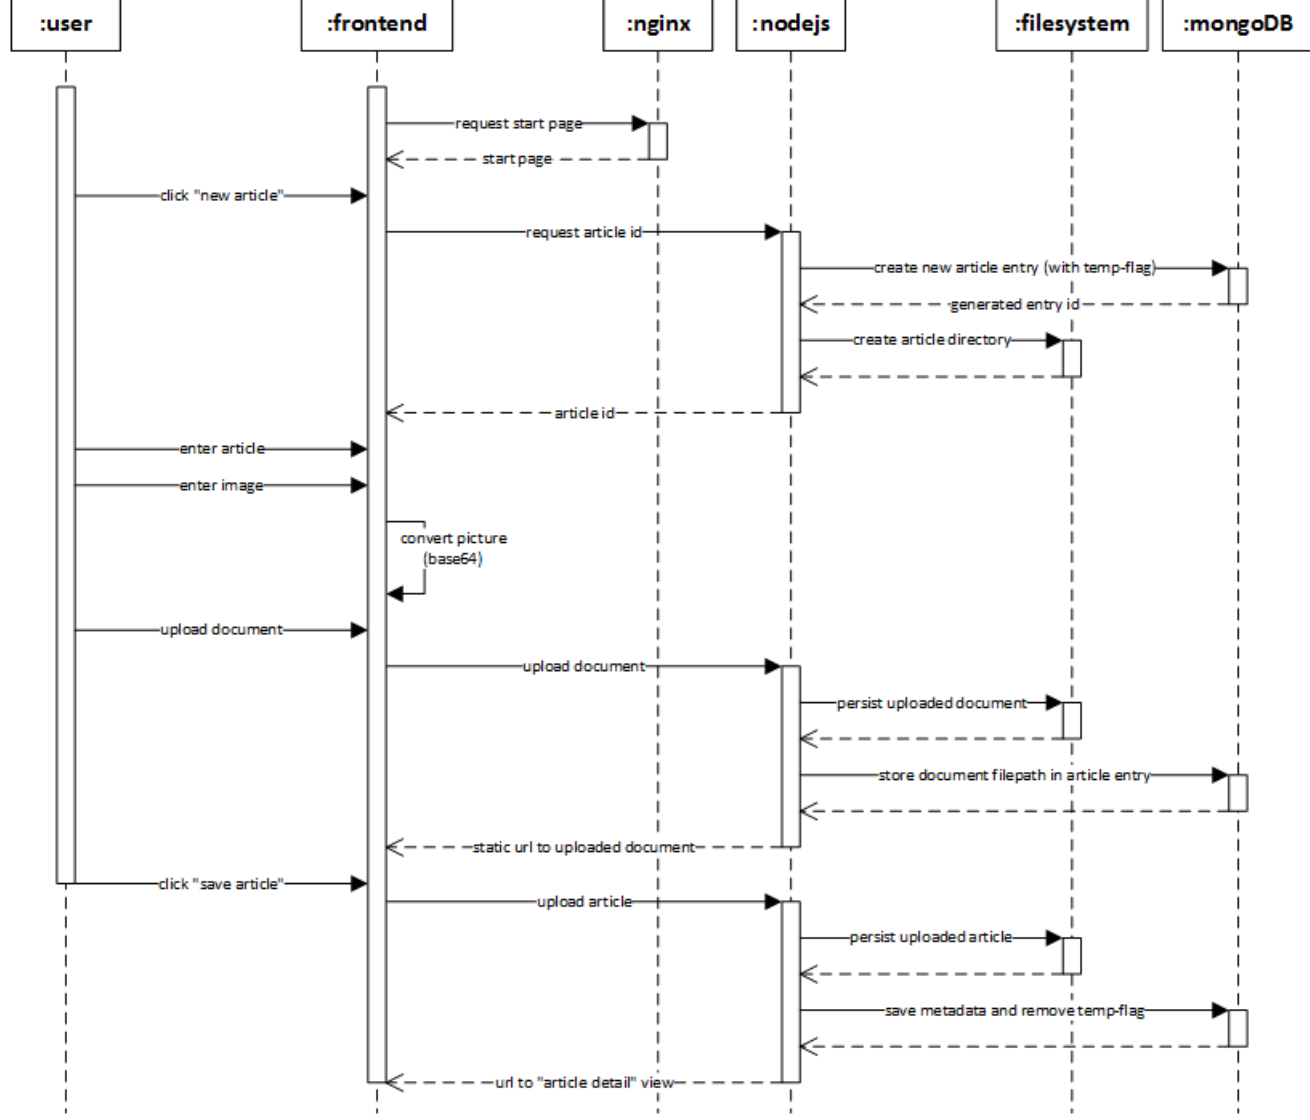 :user
:frontend
:nginx
:nodejs
:filesystem
:mongoDB
request start page
start page
click "new article"
request article id
create new article entry (with temp-flag)
generated entry id
create article directory
article id
enter article
enter image
convert picture
(base64)
upload document
upload document
persist uploaded document
store document filepath in article entry
static url to uploaded document
click "save article"
upload article
persist uploaded article
save metadata and remove temp-flag
url to "article detail" view